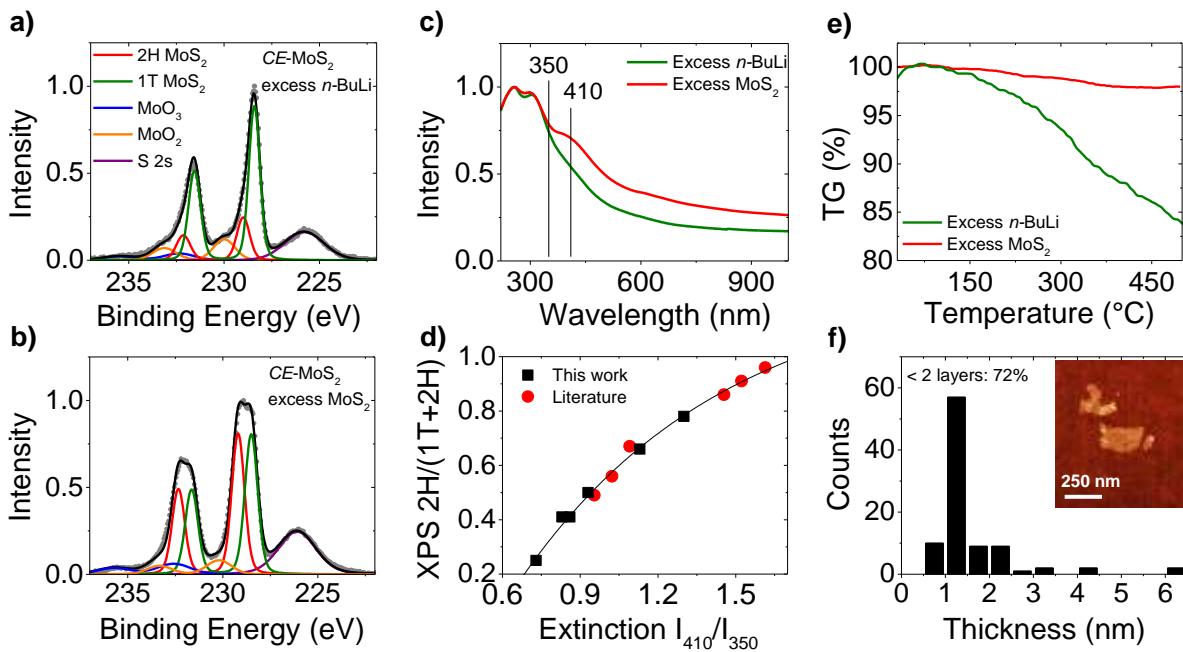 a)
2H MoS₂
1T MoS₂
MoO₃
MoO₂
S 2s
CE-MoS₂
excess n-BuLi
1.0
0.5
0.0
Intensity
235 230 225
Binding Energy (eV)
b)
CE-MoS₂
excess MoS₂
1.0
0.5
0.0
Intensity
235 230 225
Binding Energy (eV)
c)
350
410
Excess n-BuLi
Excess MoS₂
1.0
0.5
0.0
Intensity
300 600 900
Wavelength (nm)
d)
This work
Literature
1.0
0.8
0.6
0.4
0.2
XPS 2H/(1T+2H)
0.6 0.9 1.2 1.5
Extinction I₄₁₀/I₃₅₀
e)
100
95
90
85
80
TG (%)
Excess n-BuLi
Excess MoS₂
150 300 450
Temperature (°C)
f)
< 2 layers: 72%
250 nm
60
40
20
0
Counts
0 1 2 3 4 5 6
Thickness (nm)